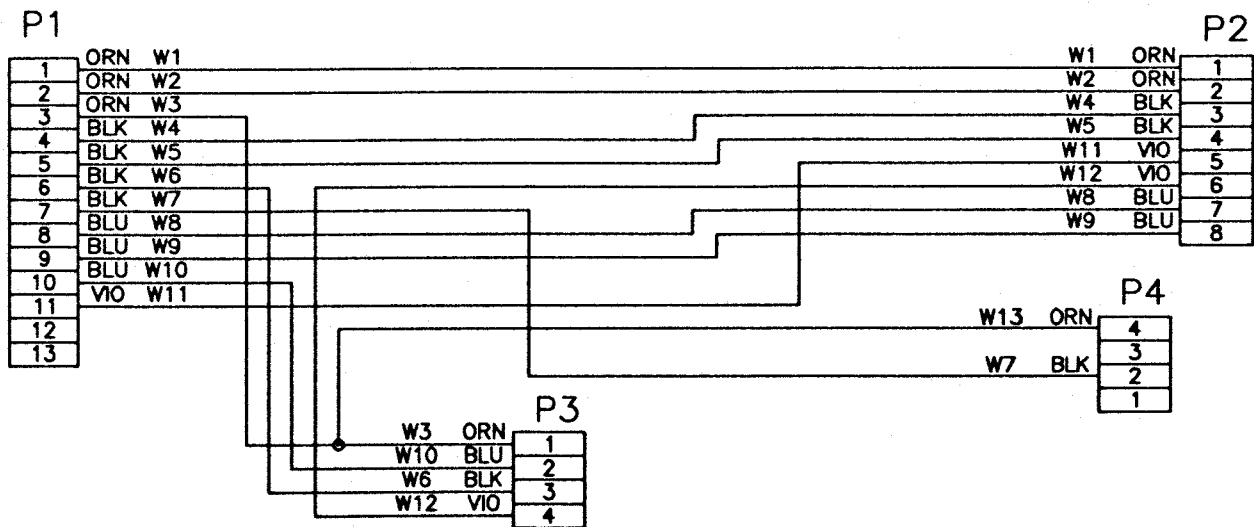 P1
ORN W1
1
ORN W2
2
ORN W3
3
BLK W4
4
BLK W5
5
BLK W6
6
BLK W7
7
BLU W8
8
BLU W9
9
BLU W10
10
VIO W11
11
12
13
P2
W1 ORN
1
W2 ORN
2
W4 BLK
3
W5 BLK
4
W11 VIO
5
W12 VIO
6
W8 BLU
7
W9 BLU
8
P4
W13 ORN
4
3
W7 BLK
2
1
P3
W3 ORN
1
W10 BLU
2
W6 BLK
3
W12 VIO
4